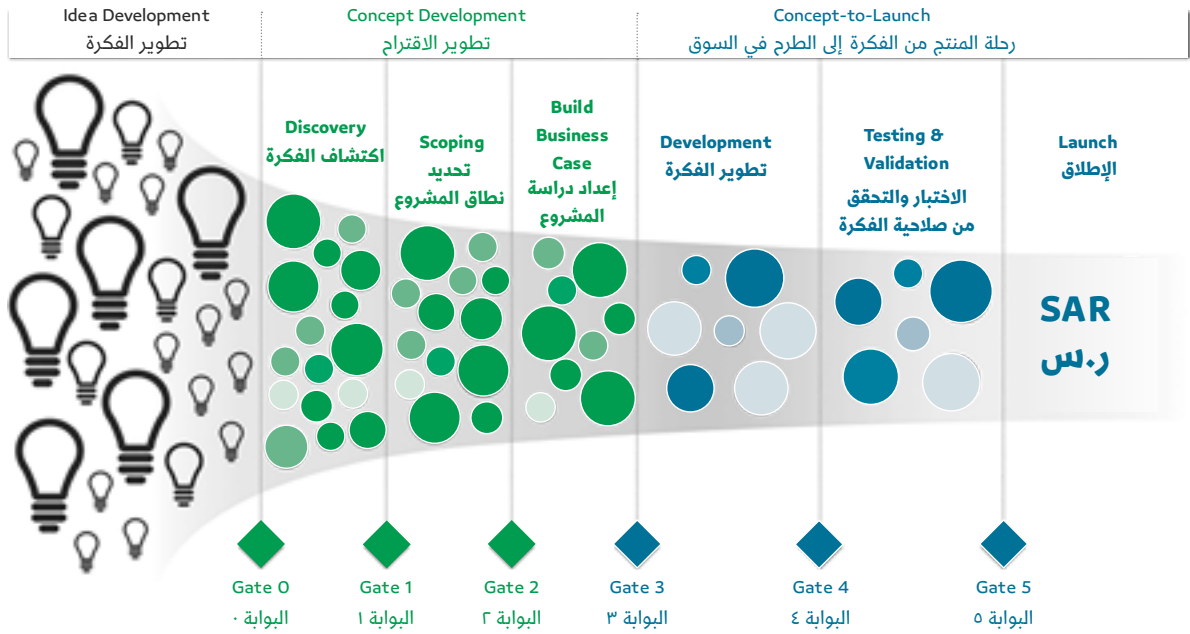 Idea Development
تطوير الفكرة
Concept Development
تطوير الاقتراح
Concept-to-Launch
رحلة المنتج من الفكرة إلى الطرح في السوق
Discovery
اكتشاف الفكرة
Scoping
تحديد
نطاق المشروع
Build
Business
Case
إعداد دراسة
المشروع
Development
تطوير الفكرة
Testing &
Validation
الاختبار والتحقق
من صلاحية الفكرة
Launch
الإطلاق
SAR
ر.س
Gate 0
البوابة ٠
Gate 1
البوابة ١
Gate 2
البوابة ٢
Gate 3
البوابة ٣
Gate 4
البوابة ٤
Gate 5
البوابة ٥